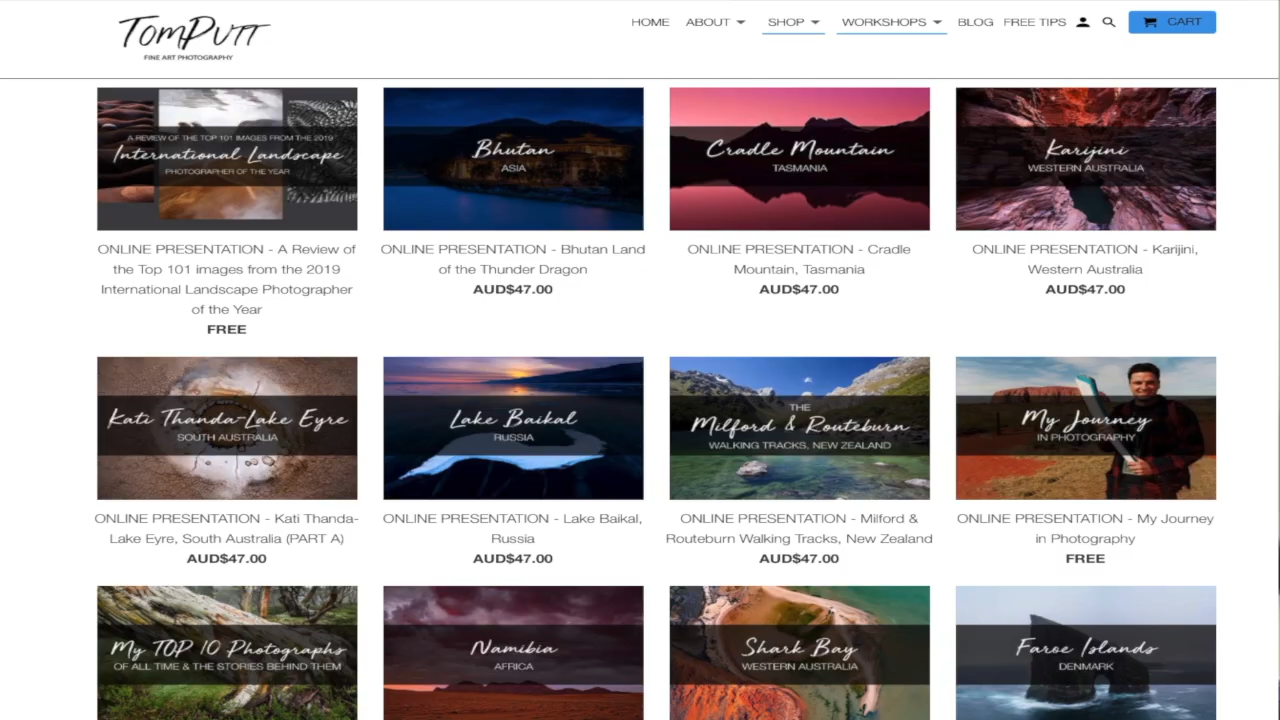 TomPutt
FINE ART PHOTOGRAPHY
HOME ABOUT SHOP WORKSHOPS BLOG FREE TIPS CART
A REVIEW OF THE TOP 101 IMAGES FROM THE 2019
International Landscape
PHOTOGRAPHER OF THE YEAR
Bhutan
ASIA
Cradle Mountain
TASMANIA
Karijini
WESTERN AUSTRALIA
ONLINE PRESENTATION - A Review of
the Top 101 images from the 2019
International Landscape Photographer
of the Year
FREE
ONLINE PRESENTATION - Bhutan Land
of the Thunder Dragon
AUD$47.00
ONLINE PRESENTATION - Cradle
Mountain, Tasmania
AUD$47.00
ONLINE PRESENTATION - Karijini,
Western Australia
AUD$47.00
Kati Thanda-Lake Eyre
SOUTH AUSTRALIA
Lake Baikal
RUSSIA
THE
Milford & Routeburn
WALKING TRACKS, NEW ZEALAND
My Journey
IN PHOTOGRAPHY
ONLINE PRESENTATION - Kati Thanda-
Lake Eyre, South Australia (PART A)
AUD$47.00
ONLINE PRESENTATION - Lake Baikal,
Russia
AUD$47.00
ONLINE PRESENTATION - Milford &
Routeburn Walking Tracks, New Zealand
AUD$47.00
ONLINE PRESENTATION - My Journey
in Photography
FREE
My TOP 10 Photographs
OF ALL TIME & THE STORIES BEHIND THEM
Namibia
AFRICA
Shark Bay
WESTERN AUSTRALIA
Faroe Islands
DENMARK